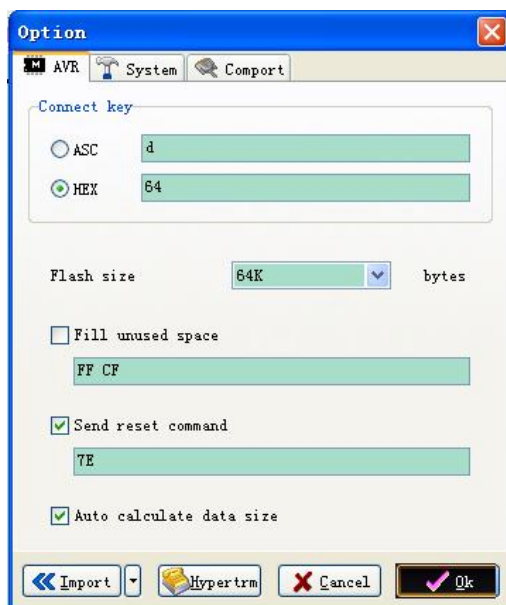 Option
AVR System Comport
Connect key
ASC d
HEX 64
Flash size 64K bytes
Fill unused space
FF CF
Send reset command
7E
Auto calculate data size
Import Hypertrm Cancel Ok